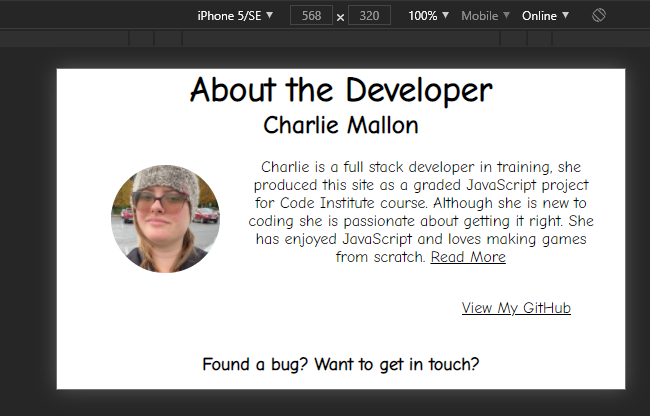 iPhone 5/SE ▼ 568 × 320 100% ▼ Mobile ▼ Online ▼
About the Developer
Charlie Mallon
Charlie is a full stack developer in training, she
produced this site as a graded JavaScript project
for Code Institute course. Although she is new to
coding she is passionate about getting it right. She
has enjoyed JavaScript and loves making games
from scratch. Read More
View My GitHub
Found a bug? Want to get in touch?